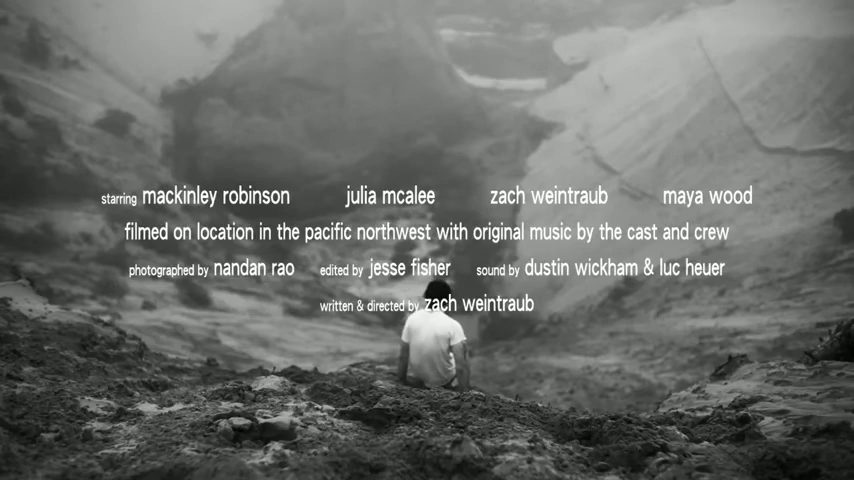 starring mackinley robinson julia mcalee zach weintraub maya wood
filmed on location in the pacific northwest with original music by the cast and crew
photographed by nandan rao edited by jesse fisher sound by dustin wickham & luc heuer
written & directed by zach weintraub